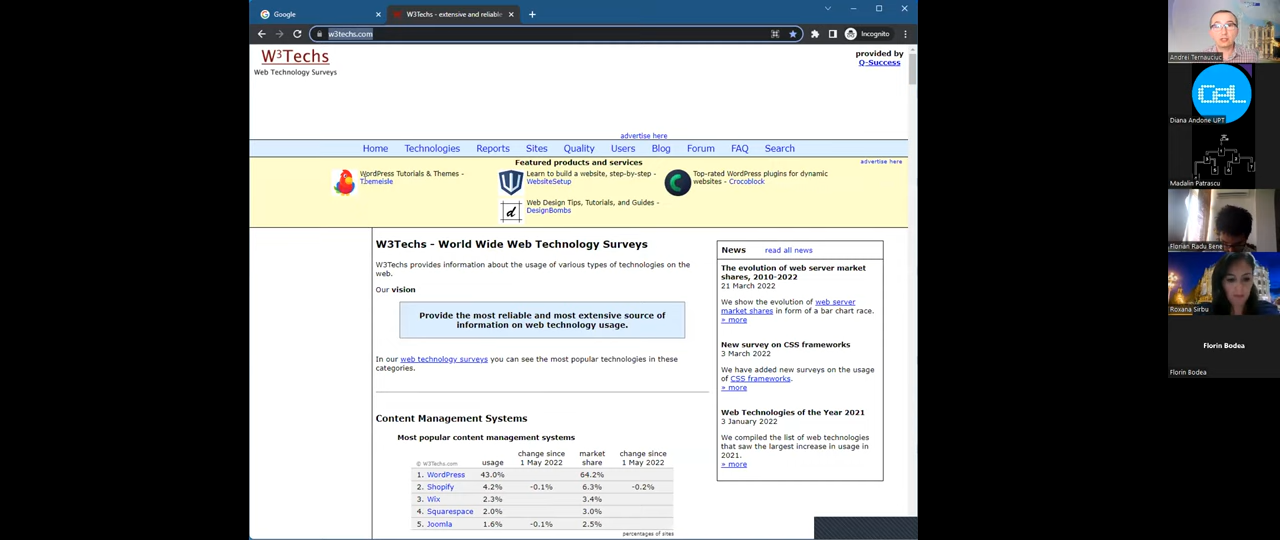 Google
W3Techs - extensive and reliable
w3techs.com
Incognito
W3Techs
Web Technology Surveys
provided by
Q-Success
advertise here
Home Technologies Reports Sites Quality Users Blog Forum FAQ Search
Featured products and services
advertise here
WordPress Tutorials & Themes -
Themeisle
Learn to build a website, step-by-step -
WebsiteSetup
Top-rated WordPress plugins for dynamic
websites - Crocoblock
Web Design Tips, Tutorials, and Guides -
DesignBombs
W3Techs - World Wide Web Technology Surveys
W3Techs provides information about the usage of various types of technologies on the
web.
Our vision
Provide the most reliable and most extensive source of
information on web technology usage.
In our web technology surveys you can see the most popular technologies in these
categories.
Content Management Systems
Most popular content management systems
© W3Techs.com usage change since 1 May 2022 market share change since 1 May 2022
1. WordPress 43.0% 64.2%
2. Shopify 4.2% -0.1% 6.3% -0.2%
3. Wix 2.3% 3.4%
4. Squarespace 2.0% 3.0%
5. Joomla 1.6% -0.1% 2.5%
percentages of sites
News read all news
The evolution of web server market
shares, 2010-2022
21 March 2022
We show the evolution of web server
market shares in form of a bar chart race.
» more
New survey on CSS frameworks
3 March 2022
We have added new surveys on the usage
of CSS frameworks.
» more
Web Technologies of the Year 2021
3 January 2022
We compiled the list of web technologies
that saw the largest increase in usage in
2021.
» more
Andrei Ternauciuc
CeL
Diana Andone UPT
Madalin Patrascu
Florian Radu Bene
Roxana Sirbu
Florin Bodea
Florin Bodea